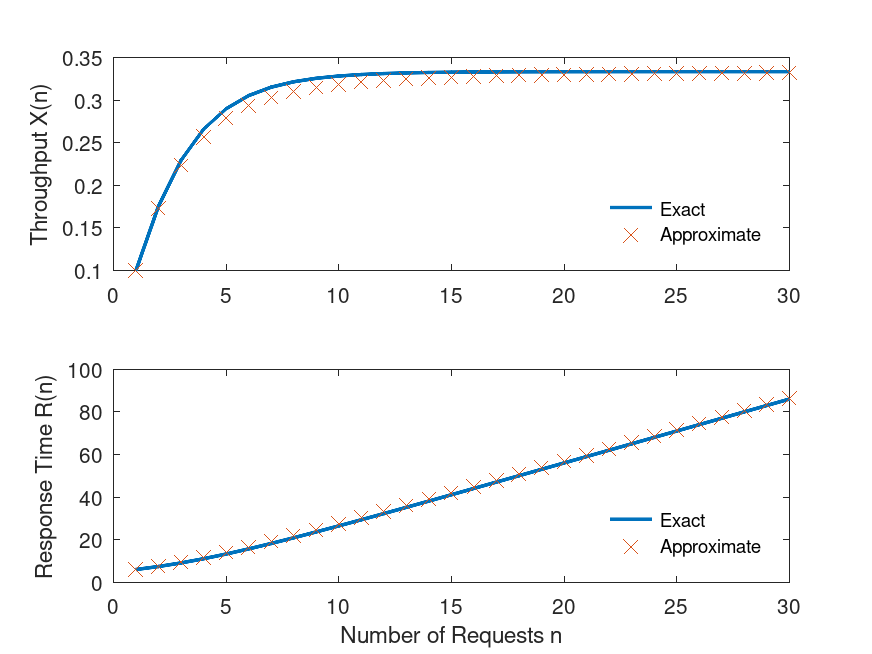 Throughput X(n)
0.35
0.3
0.25
0.2
0.15
0.1
0 5 10 15 20 25 30
Exact
Approximate
Response Time R(n)
100
80
60
40
20
0
0 5 10 15 20 25 30
Exact
Approximate
Number of Requests n